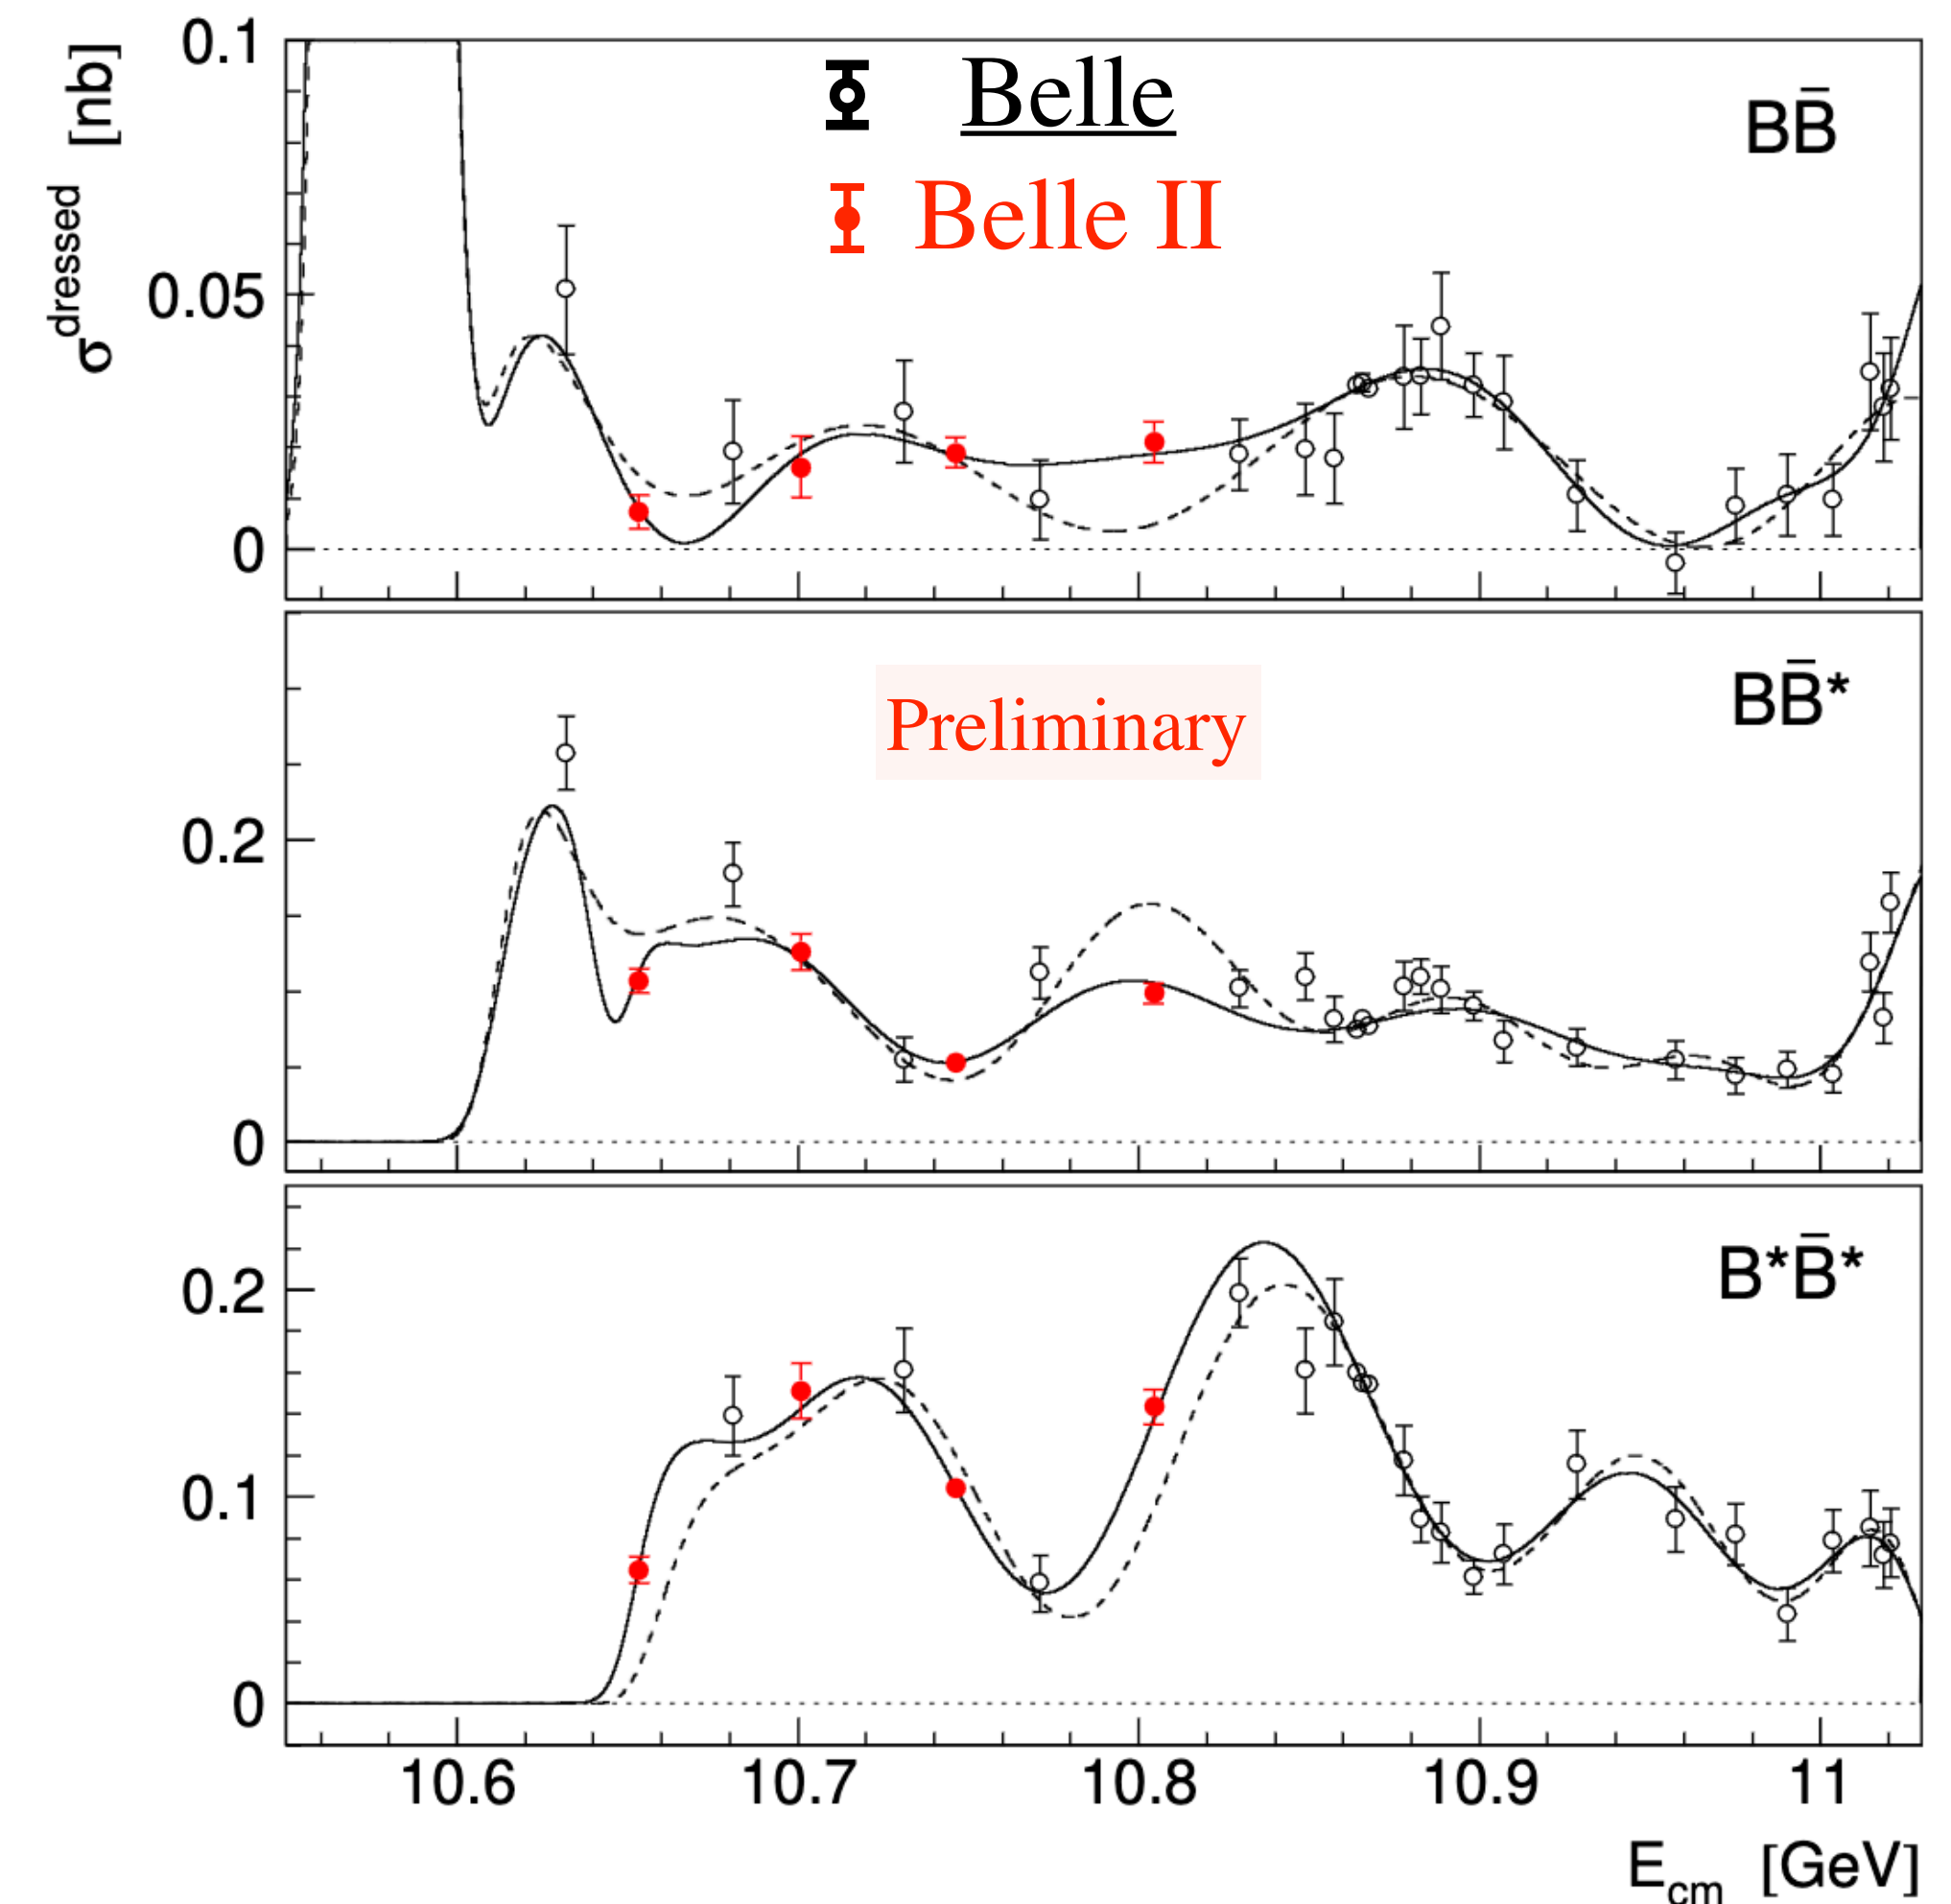 σ^dressed [nb]
0.1
0.05
0
Belle
Belle II
BB̄
0.2
0
Preliminary
BB̄*
0.2
0.1
0
B*B̄*
10.6 10.7 10.8 10.9 11
E_cm [GeV]